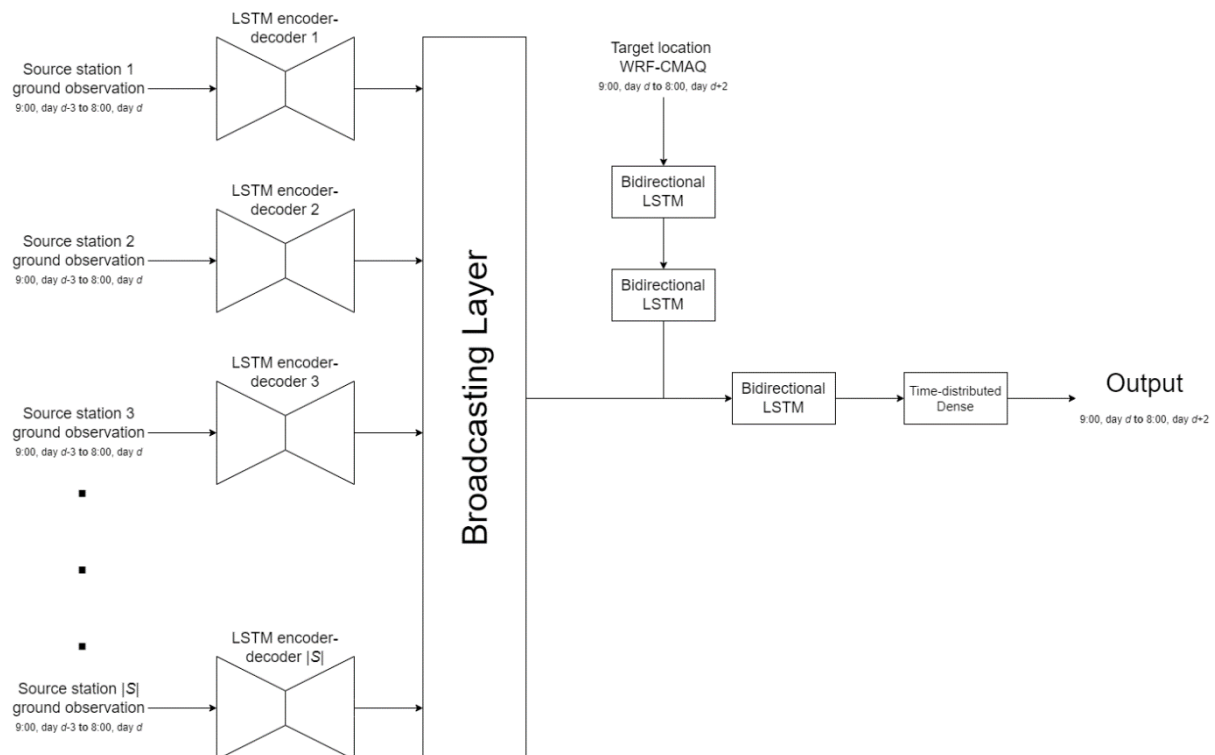 LSTM encoder-
decoder 1
Source station 1
ground observation
9:00, day d-3 to 8:00, day d
LSTM encoder-
decoder 2
Source station 2
ground observation
9:00, day d-3 to 8:00, day d
LSTM encoder-
decoder 3
Source station 3
ground observation
9:00, day d-3 to 8:00, day d
LSTM encoder-
decoder |S|
Source station |S|
ground observation
9:00, day d-3 to 8:00, day d
Broadcasting Layer
Target location
WRF-CMAQ
9:00, day d to 8:00, day d+2
Bidirectional
LSTM
Bidirectional
LSTM
Bidirectional
LSTM
Time-distributed
Dense
Output
9:00, day d to 8:00, day d+2